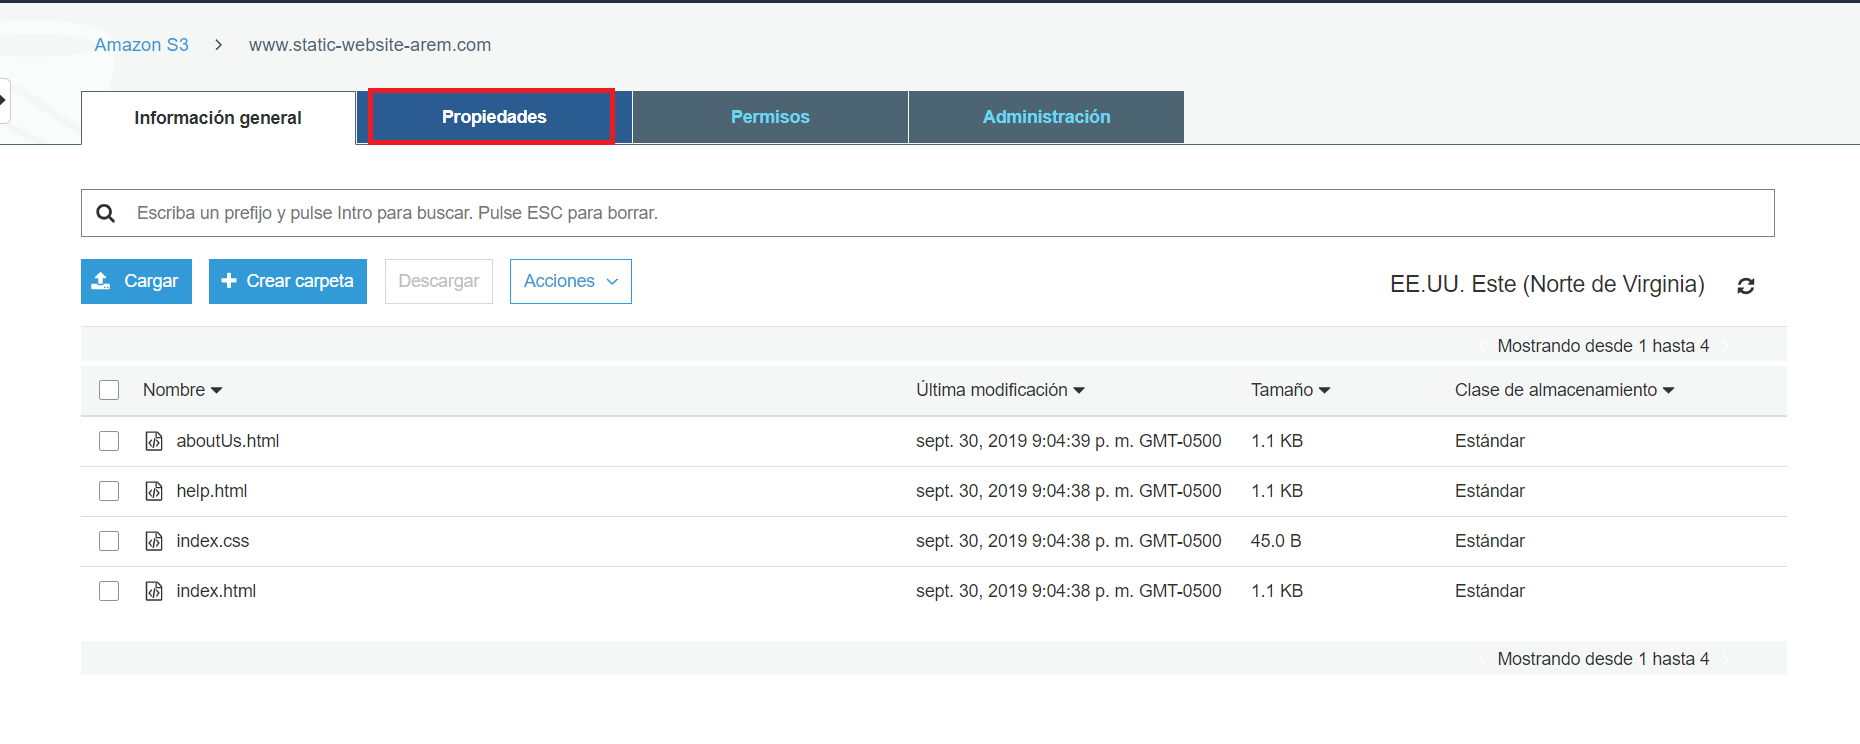 Amazon S3 > www.static-website-arem.com
Información general Propiedades Permisos Administración
Escriba un prefijo y pulse Intro para buscar. Pulse ESC para borrar.
Cargar + Crear carpeta Descargar Acciones EE.UU. Este (Norte de Virginia)
Mostrando desde 1 hasta 4
Nombre Última modificación Tamaño Clase de almacenamiento
aboutUs.html sept. 30, 2019 9:04:39 p. m. GMT-0500 1.1 KB Estándar
help.html sept. 30, 2019 9:04:38 p. m. GMT-0500 1.1 KB Estándar
index.css sept. 30, 2019 9:04:38 p. m. GMT-0500 45.0 B Estándar
index.html sept. 30, 2019 9:04:38 p. m. GMT-0500 1.1 KB Estándar
Mostrando desde 1 hasta 4